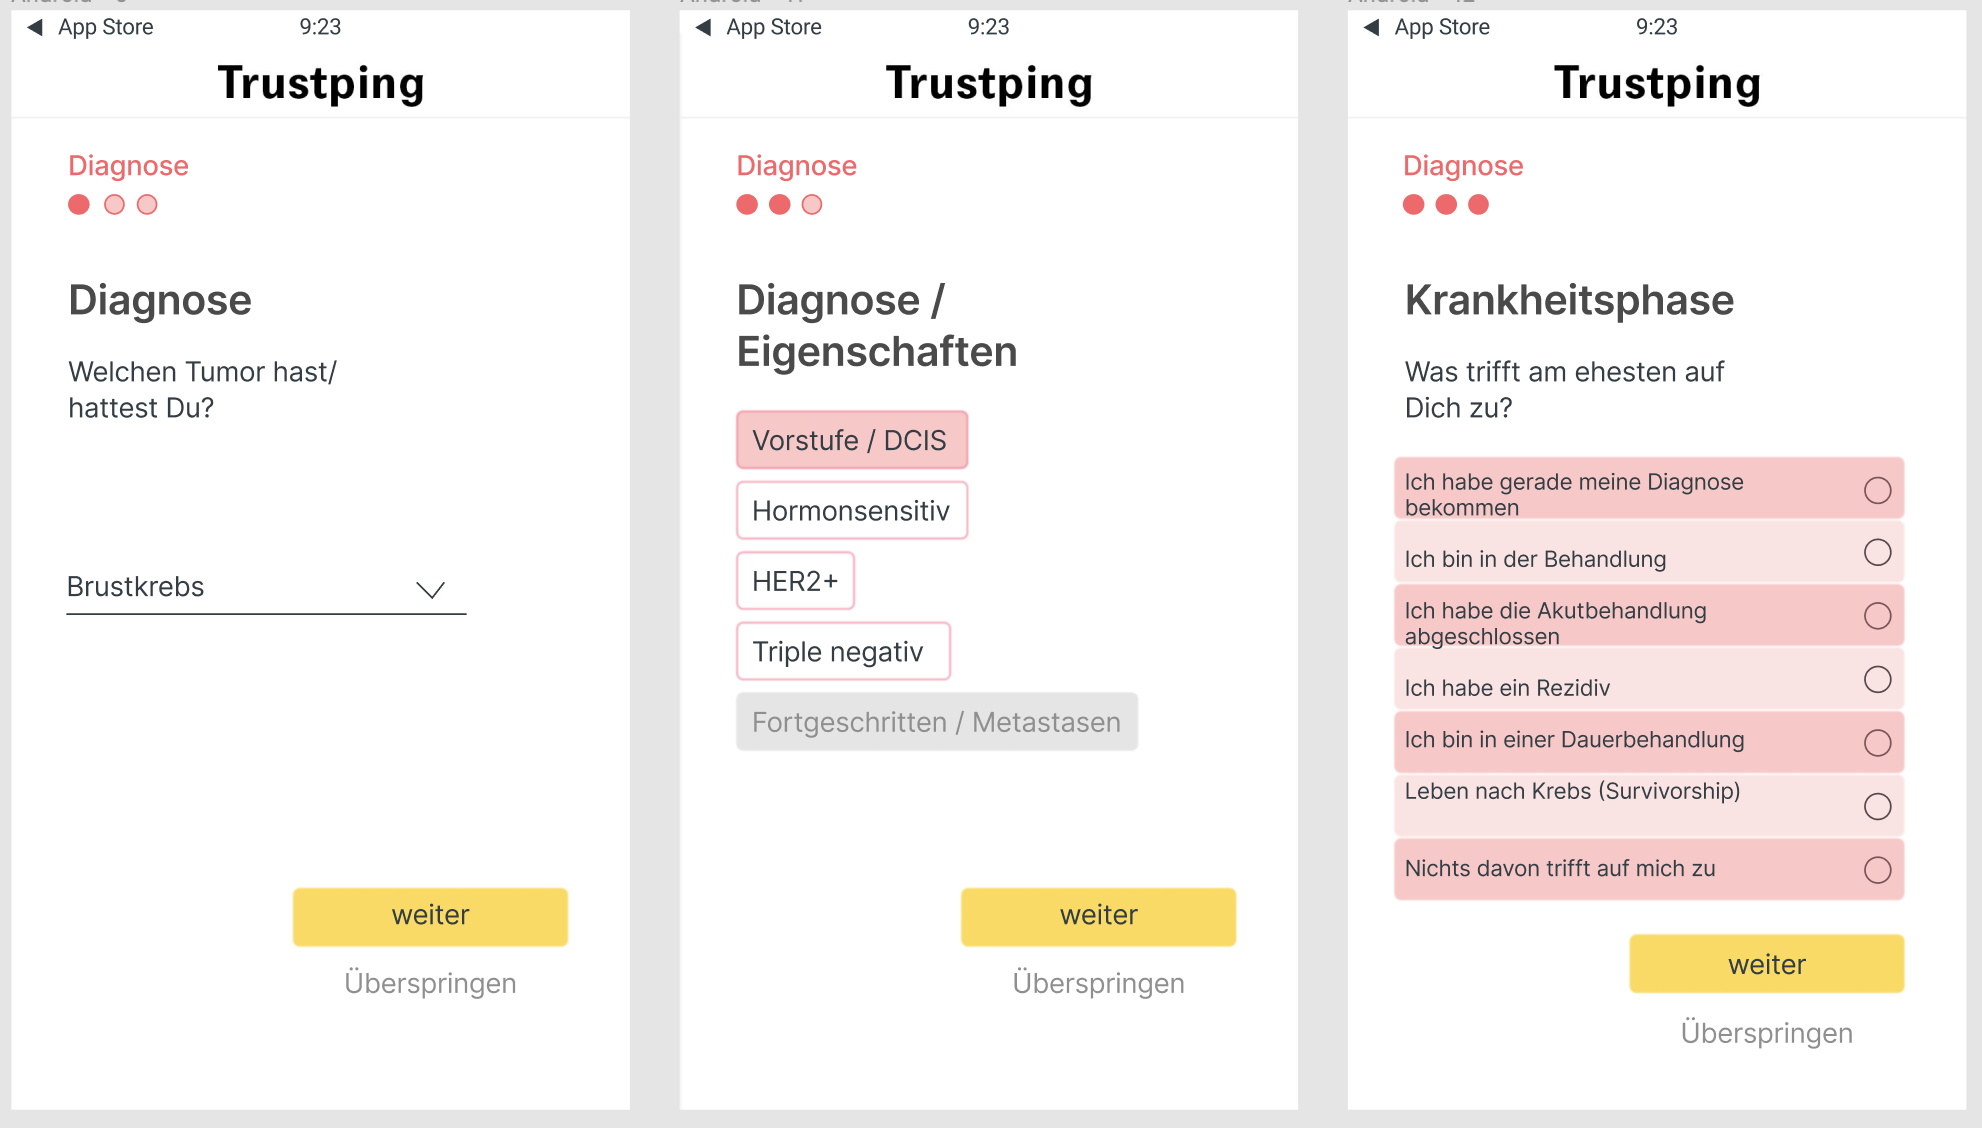 App Store 9:23
Trustping
Diagnose
Diagnose
Welchen Tumor hast/
hattest Du?
Brustkrebs
weiter
Überspringen
App Store 9:23
Trustping
Diagnose
Diagnose /
Eigenschaften
Vorstufe / DCIS
Hormonsensitiv
HER2+
Triple negativ
Fortgeschritten / Metastasen
weiter
Überspringen
App Store 9:23
Trustping
Diagnose
Krankheitsphase
Was trifft am ehesten auf
Dich zu?
Ich habe gerade meine Diagnose
bekommen
Ich bin in der Behandlung
Ich habe die Akutbehandlung
abgeschlossen
Ich habe ein Rezidiv
Ich bin in einer Dauerbehandlung
Leben nach Krebs (Survivorship)
Nichts davon trifft auf mich zu
weiter
Überspringen